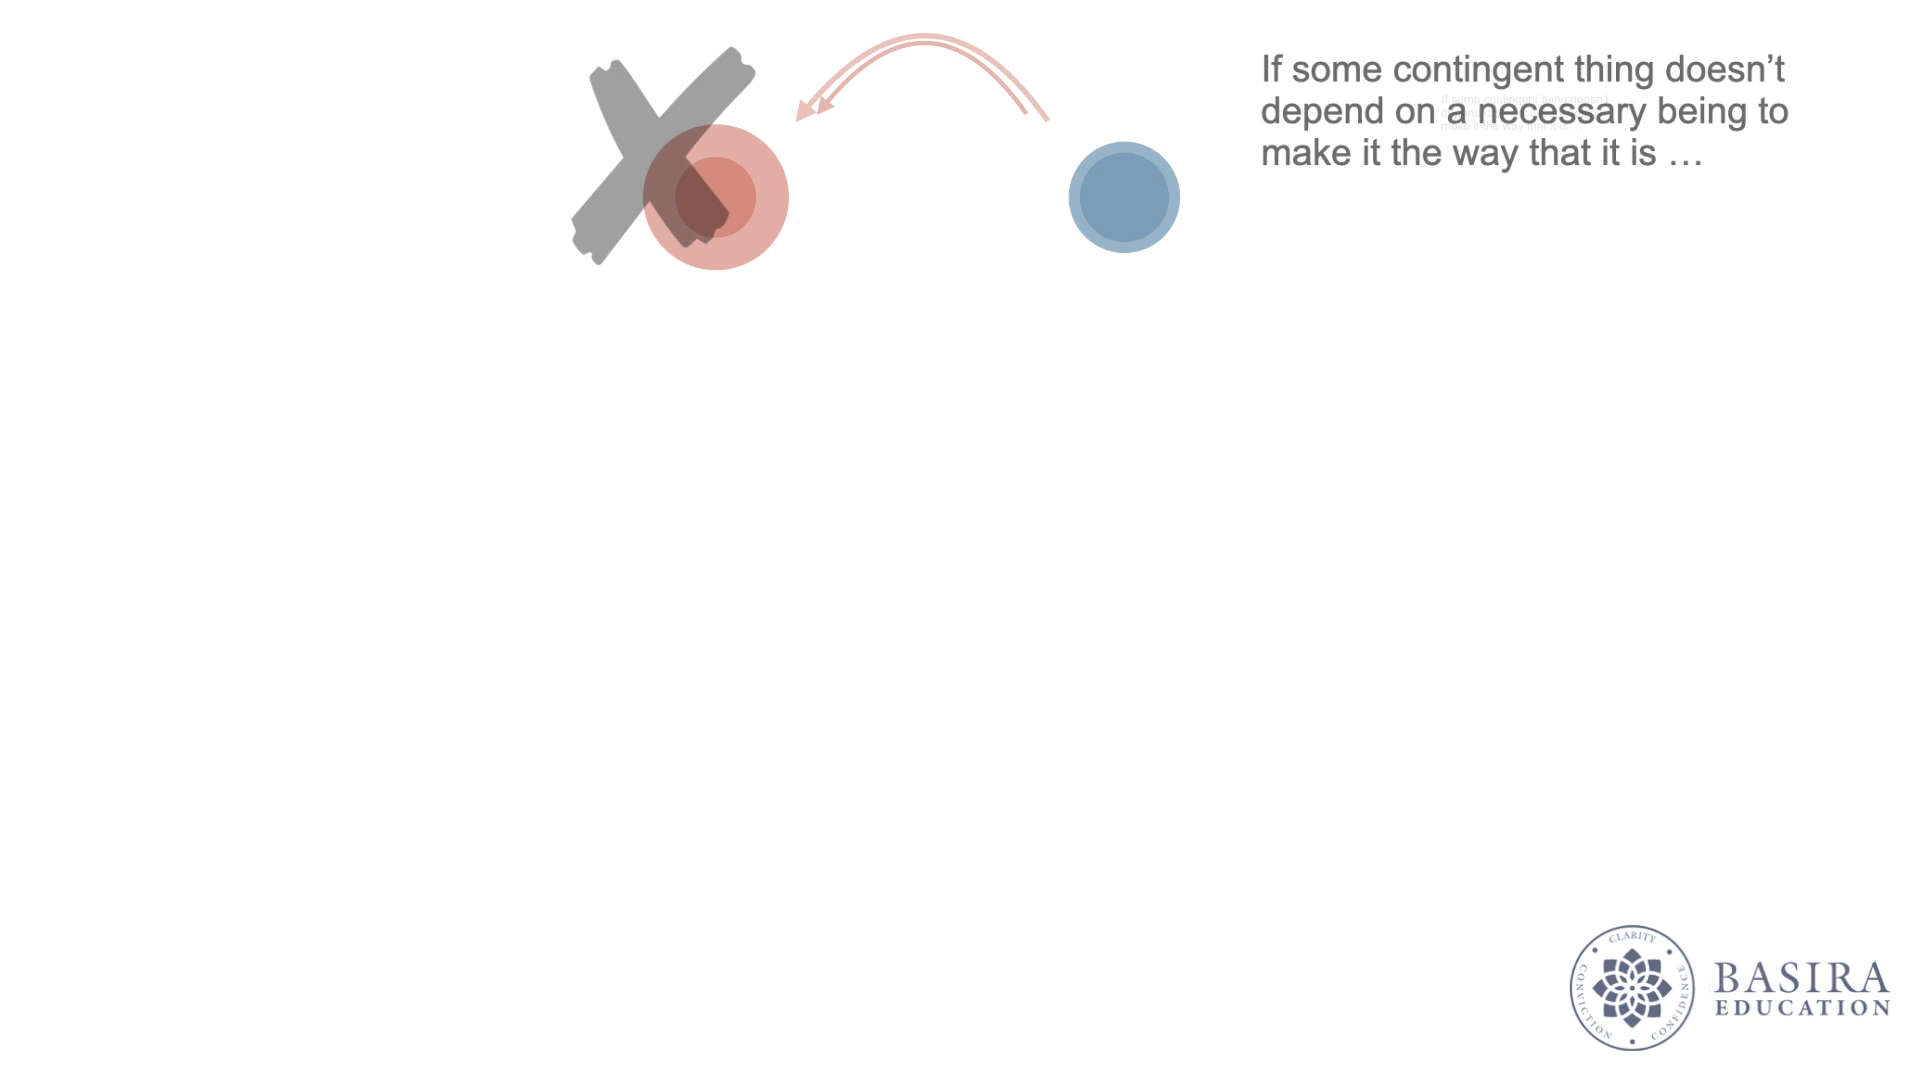 If some contingent thing doesn’t
depend on a necessary being to
make it the way that it is …
CLARITY
CONVICTION
CONFIDENCE
BASIRA
EDUCATION